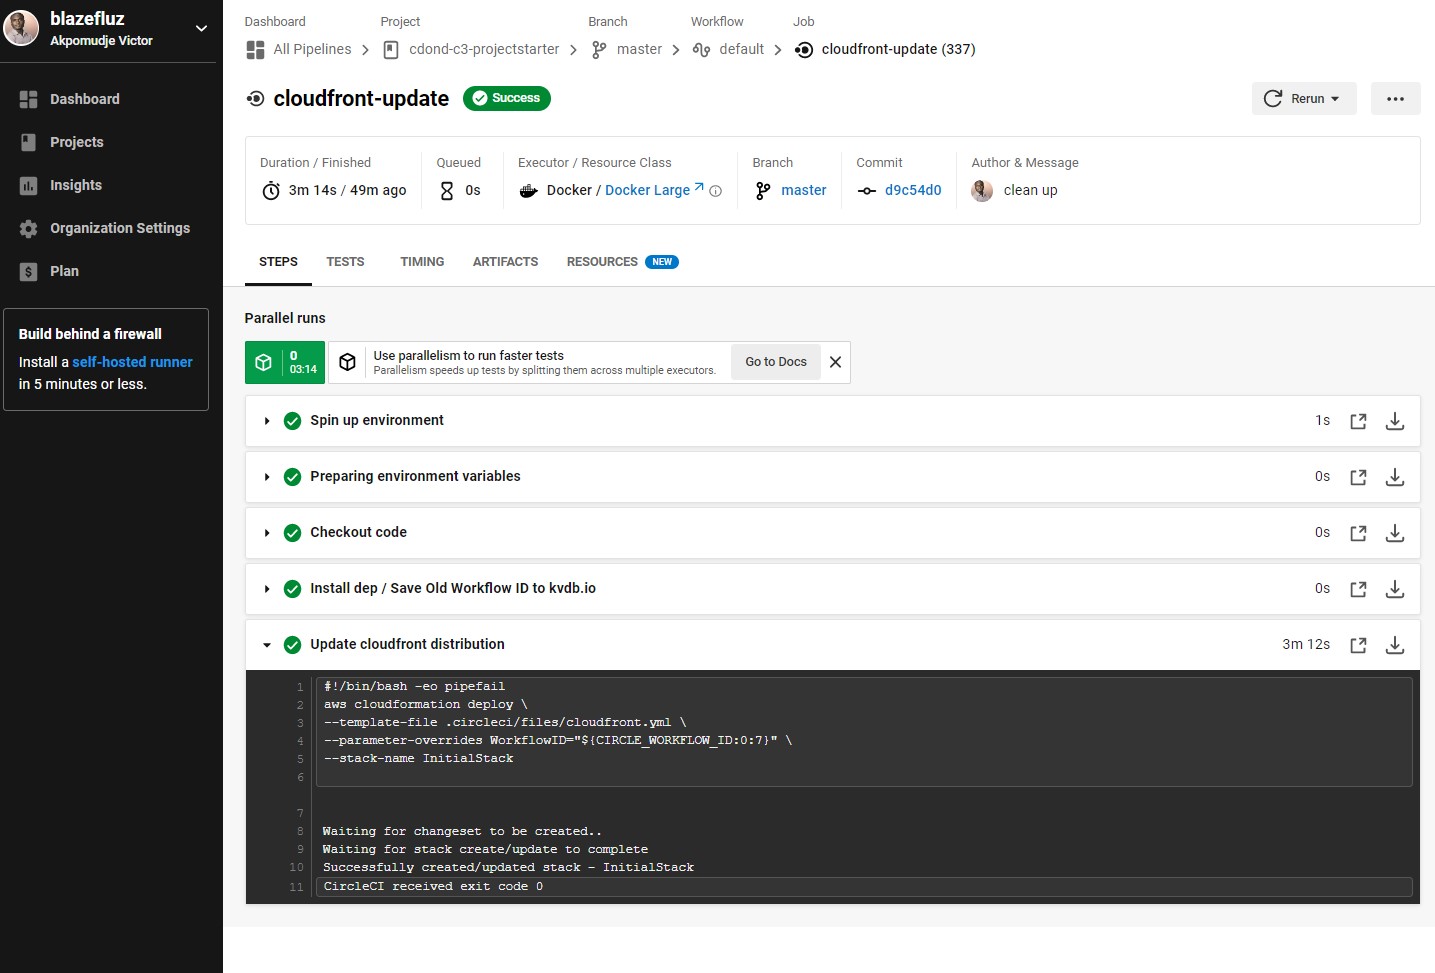 blazefluz
Akpomudje Victor
Dashboard
Projects
Insights
Organization Settings
Plan
Build behind a firewall
Install a self-hosted runner
in 5 minutes or less.
Dashboard Project Branch Workflow Job
All Pipelines cdond-c3-projectstarter master default cloudfront-update (337)
cloudfront-update Success Rerun
Duration / Finished Queued Executor / Resource Class Branch Commit Author & Message
3m 14s / 49m ago 0s Docker / Docker Large master d9c54d0 clean up
STEPS TESTS TIMING ARTIFACTS RESOURCES NEW
Parallel runs
0
03:14
Use parallelism to run faster tests
Parallelism speeds up tests by splitting them across multiple executors.
Go to Docs
Spin up environment 1s
Preparing environment variables 0s
Checkout code 0s
Install dep / Save Old Workflow ID to kvdb.io 0s
Update cloudfront distribution 3m 12s
1 #!/bin/bash -eo pipefail
2 aws cloudformation deploy \
3 --template-file .circleci/files/cloudfront.yml \
4 --parameter-overrides WorkflowID="${CIRCLE_WORKFLOW_ID:0:7}" \
5 --stack-name InitialStack
6
7
8 Waiting for changeset to be created..
9 Waiting for stack create/update to complete
10 Successfully created/updated stack - InitialStack
11 CircleCI received exit code 0